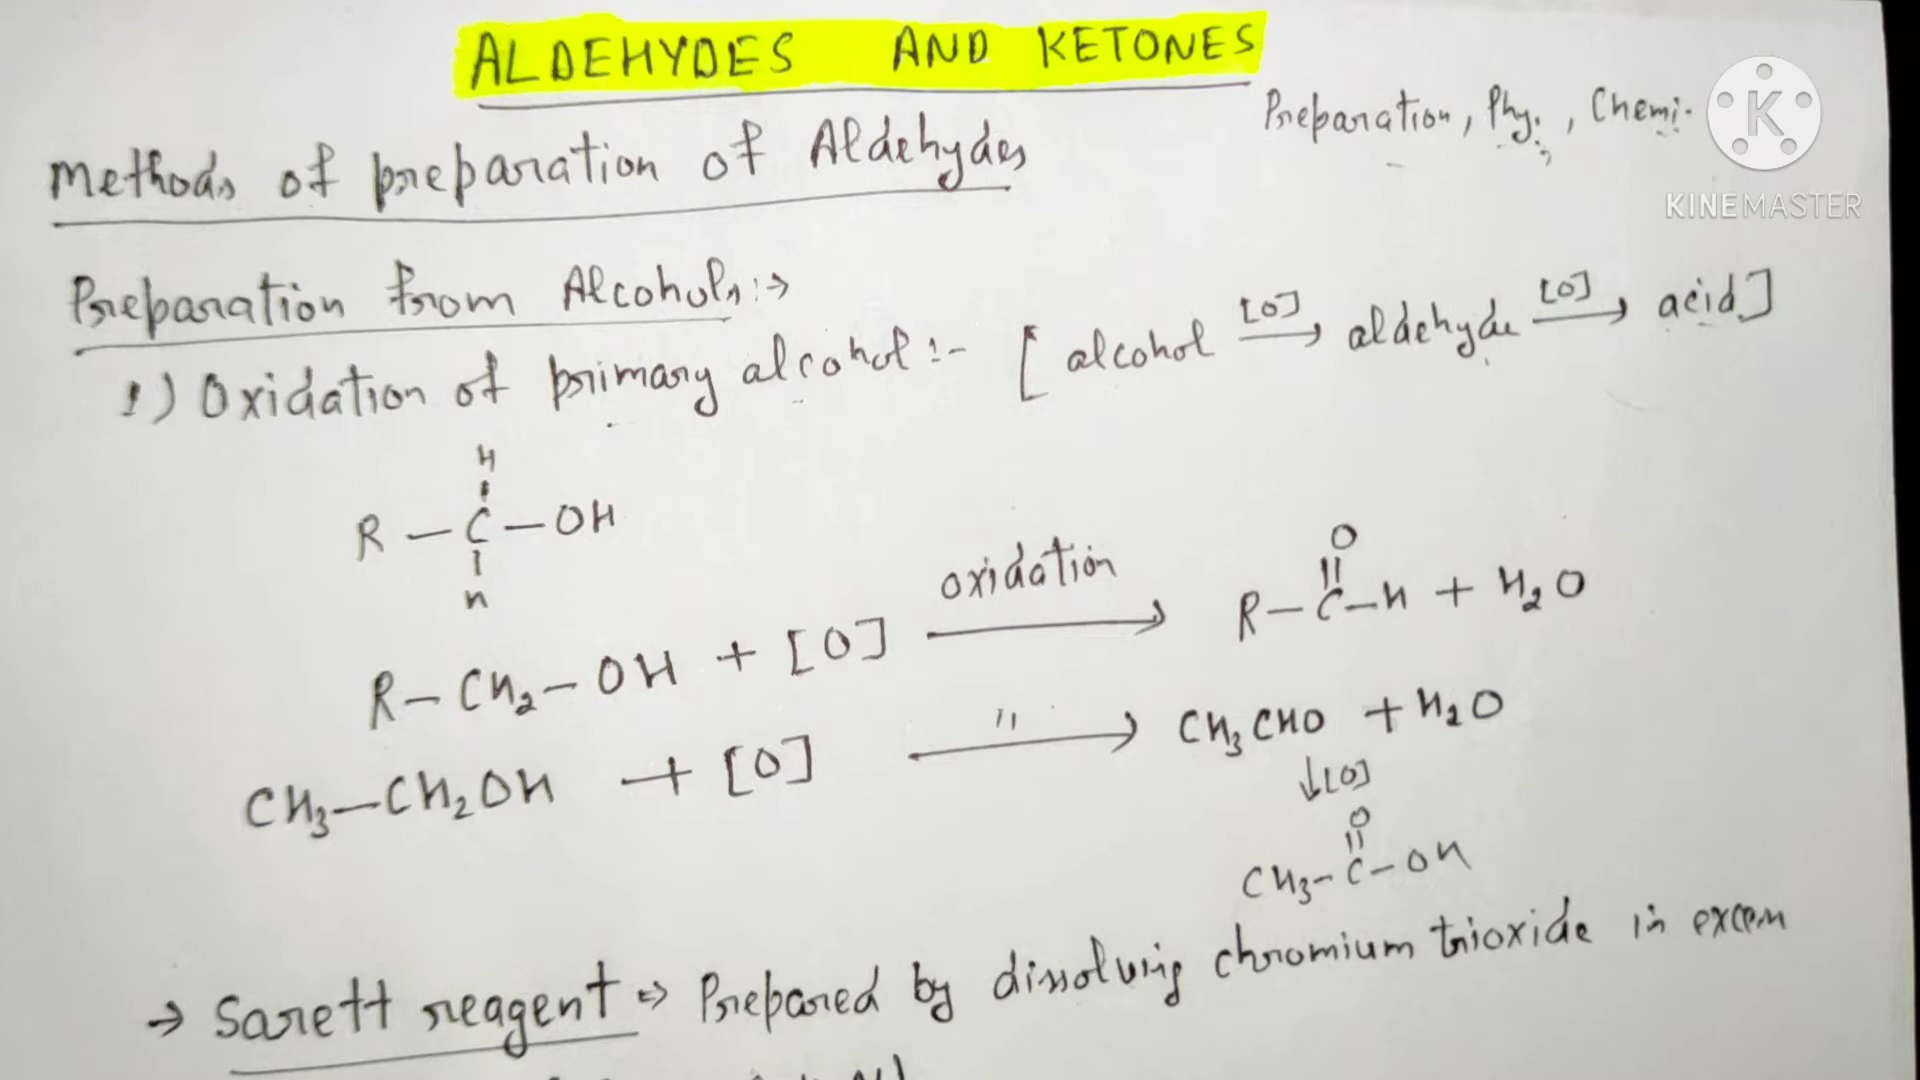 ALDEHYDES AND KETONES
Preparation, Phy., Chemi.
K
KINEMASTER
Methods of preparation of Aldehydes
Preparation from Alcohols:→
1) Oxidation of primary alcohol:- [alcohol [O]→ aldehyde [O]→ acid]
H
R - C - OH
H
oxidation
O
R - CH2 - OH + [O] → R - C - H + H2O
CH3 - CH2OH + [O] " → CH3CHO + H2O
↓[O]
O
CH3 - C - OH
→ Sarett reagent ⇒ Prepared by dissolving chromium trioxide in excess